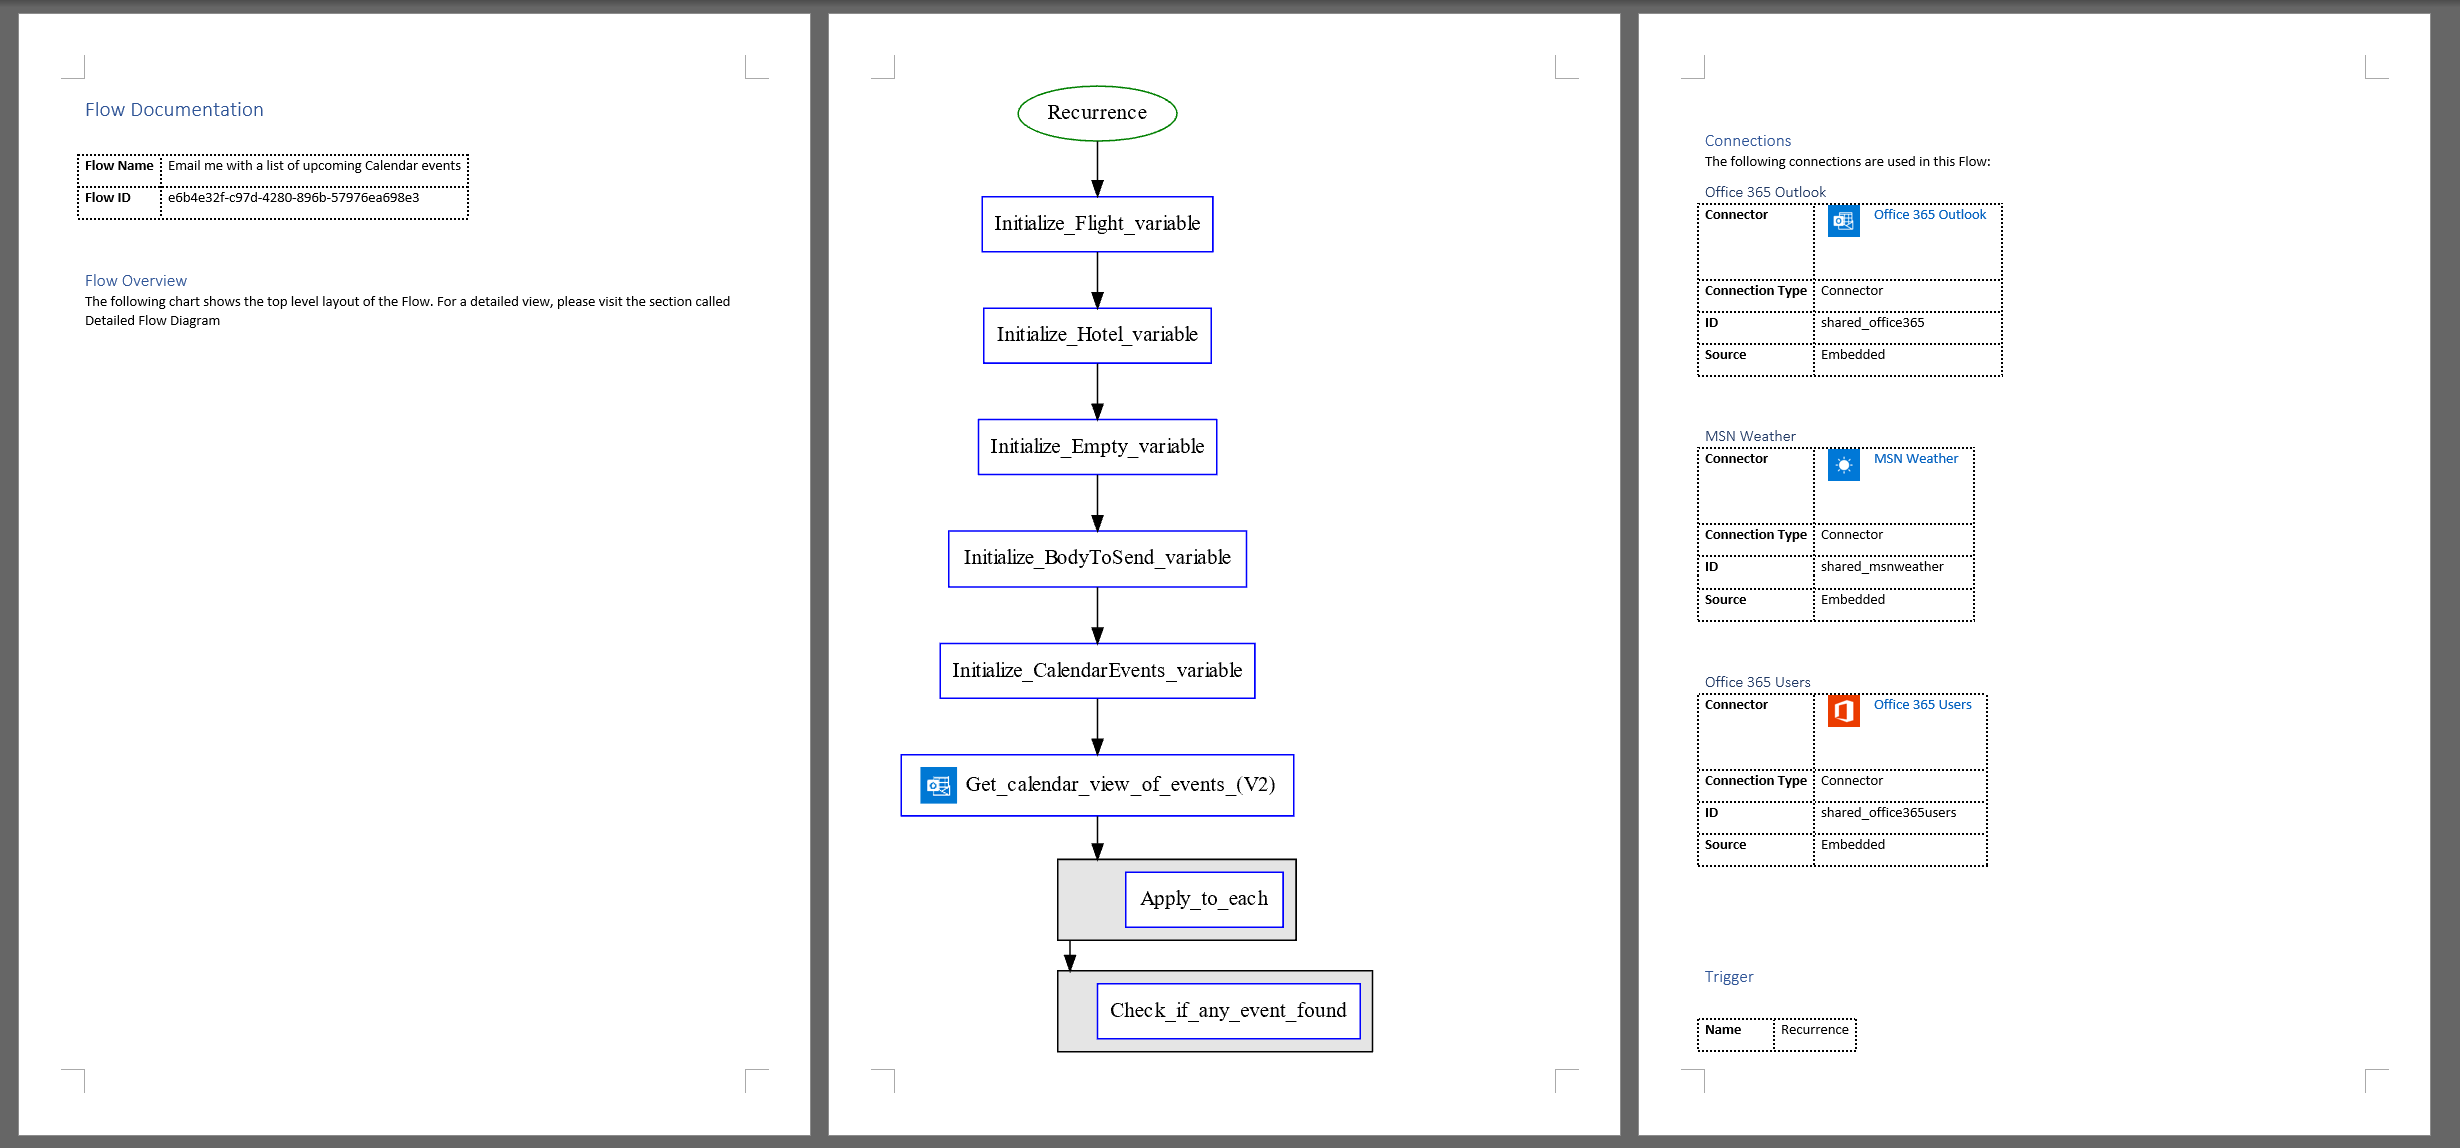 Flow Documentation
Flow Name Email me with a list of upcoming Calendar events
Flow ID e6b4e32f-c97d-4280-896b-57976ea698e3
Flow Overview
The following chart shows the top level layout of the Flow. For a detailed view, please visit the section called
Detailed Flow Diagram
Recurrence
Initialize_Flight_variable
Initialize_Hotel_variable
Initialize_Empty_variable
Initialize_BodyToSend_variable
Initialize_CalendarEvents_variable
Get_calendar_view_of_events_(V2)
Apply_to_each
Check_if_any_event_found
Connections
The following connections are used in this Flow:
Office 365 Outlook
Connector Office 365 Outlook
Connection Type Connector
ID shared_office365
Source Embedded
MSN Weather
Connector MSN Weather
Connection Type Connector
ID shared_msnweather
Source Embedded
Office 365 Users
Connector Office 365 Users
Connection Type Connector
ID shared_office365users
Source Embedded
Trigger
Name Recurrence